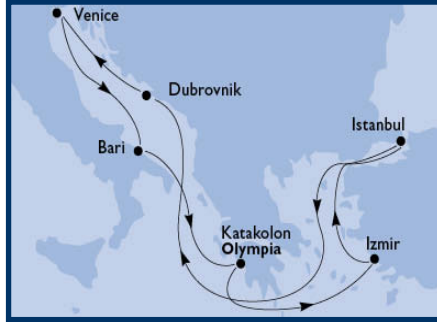 Venice
Dubrovnik
Istanbul
Bari
Katakolon
Olympia
Izmir